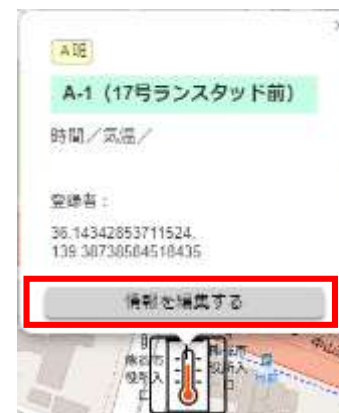 A班
A-1（17号ランスタッド前）
時間／気温／
登録者：
36.14342853711524,
139.38738584518435
情報を編集する